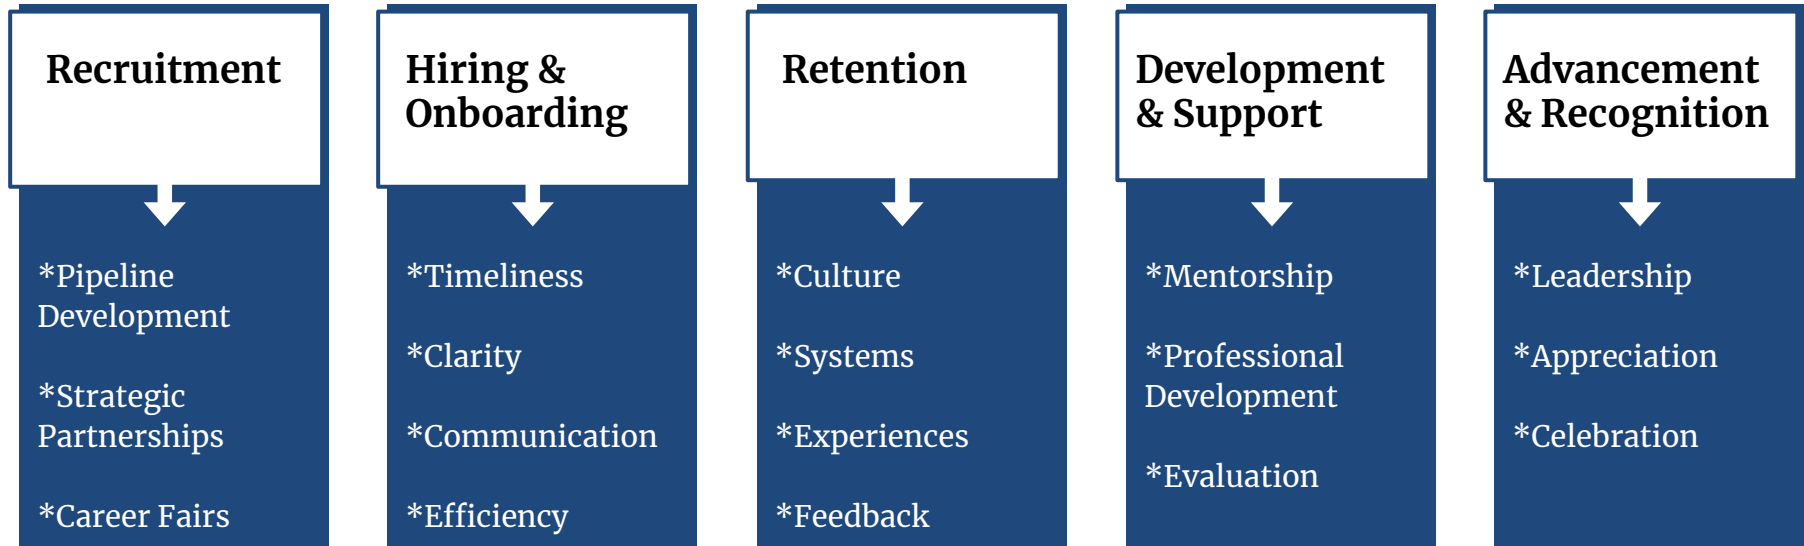 Recruitment
*Pipeline
Development
*Strategic
Partnerships
*Career Fairs
Hiring &
Onboarding
*Timeliness
*Clarity
*Communication
*Efficiency
Retention
*Culture
*Systems
*Experiences
*Feedback
Development
& Support
*Mentorship
*Professional
Development
*Evaluation
Advancement
& Recognition
*Leadership
*Appreciation
*Celebration